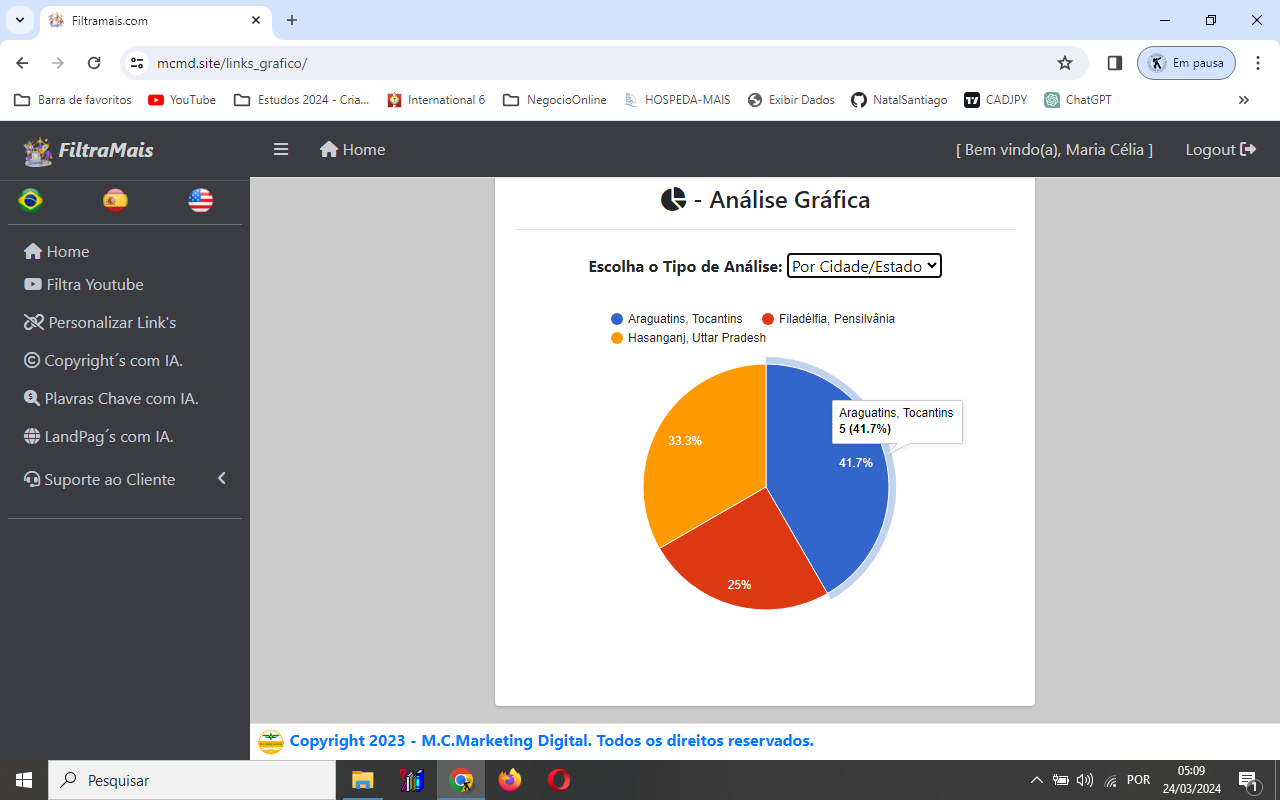 Filtramais.com
mcmd.site/links_grafico/
Em pausa
Barra de favoritos
YouTube
Estudos 2024 - Cria...
International 6
NegocioOnline
HOSPEDA-MAIS
Exibir Dados
NatalSantiago
CADJPY
ChatGPT
FiltraMais
Home
[ Bem vindo(a), Maria Célia ]
Logout
Home
Filtra Youtube
Personalizar Link's
Copyright´s com IA.
Plavras Chave com IA.
LandPag´s com IA.
Suporte ao Cliente
- Análise Gráfica
Escolha o Tipo de Análise: Por Cidade/Estado
Araguatins, Tocantins
Filadélfia, Pensilvânia
Hasanganj, Uttar Pradesh
Araguatins, Tocantins
5 (41.7%)
33.3%
41.7%
25%
Copyright 2023 - M.C.Marketing Digital. Todos os direitos reservados.
Pesquisar
POR
05:09
24/03/2024
1